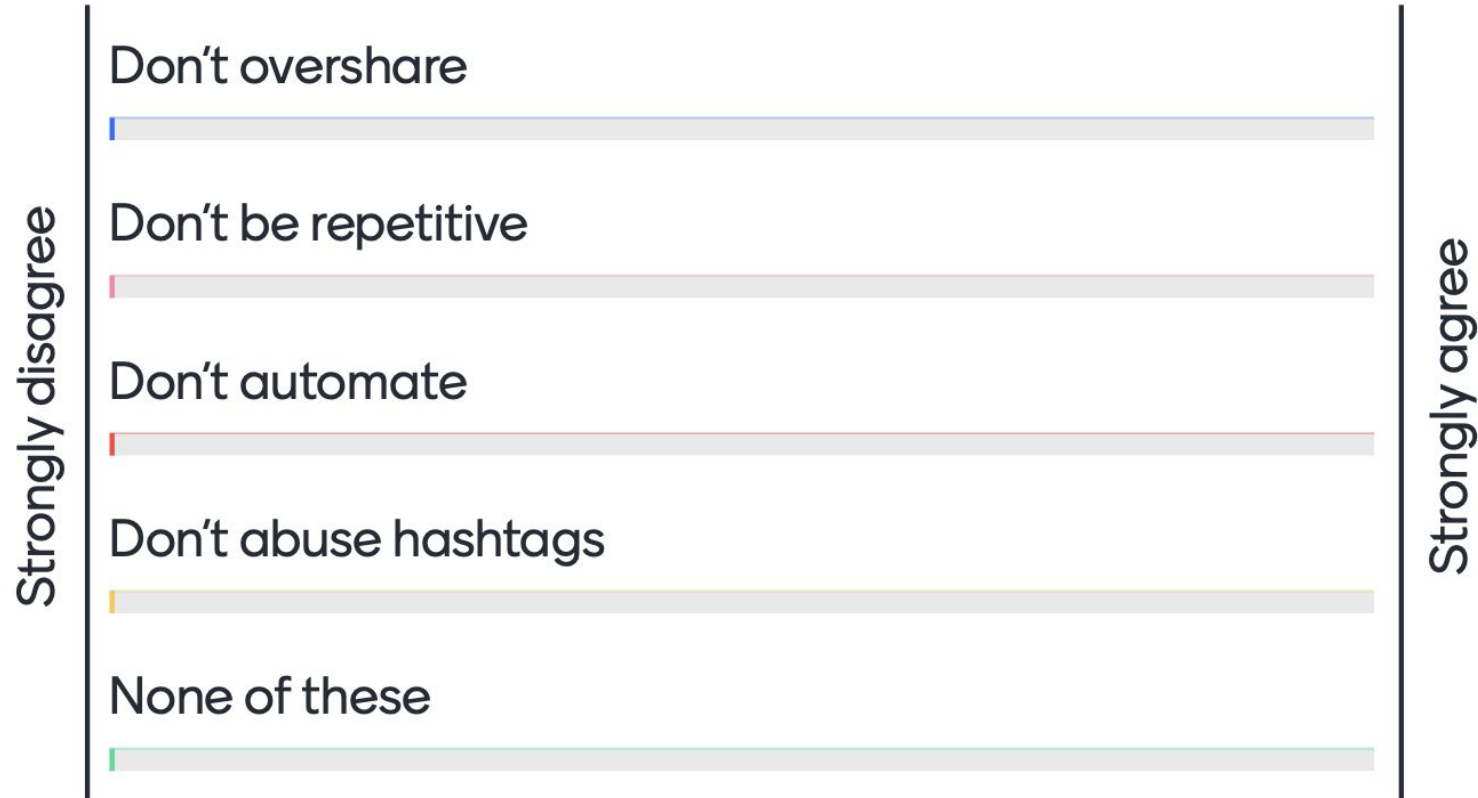 Strongly disagree
Don't overshare
Don't be repetitive
Don't automate
Don't abuse hashtags
None of these
Strongly agree